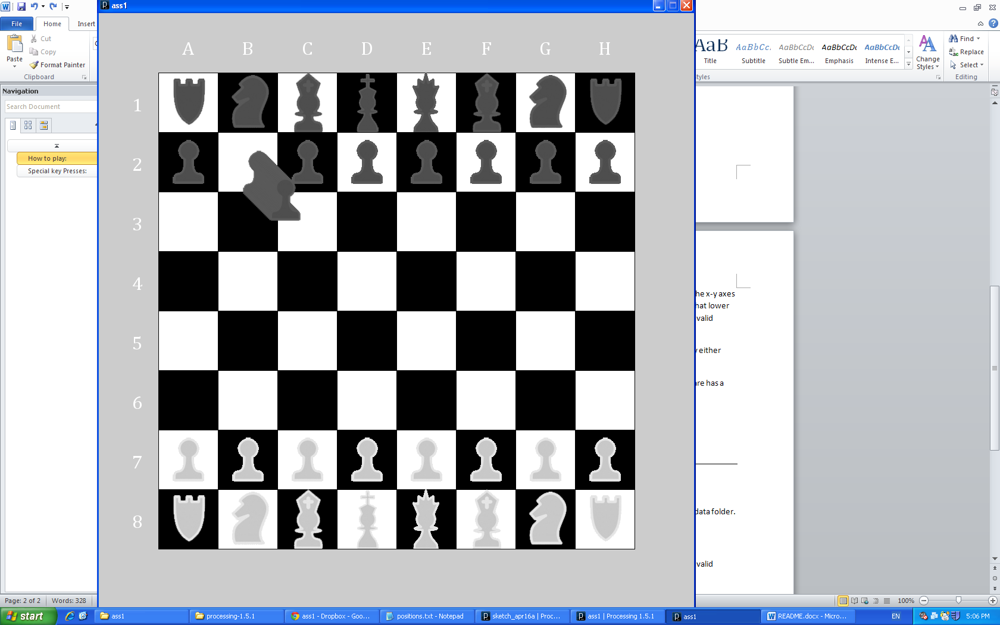 ass1
File
Home
Insert
Cut
Copy
Paste
Format Painter
Clipboard
Navigation
Search Document
How to play:
Special key Presses:
A B C D E F G H
1
2
3
4
5
6
7
8
AaB AaBbCc. AaBbCcDc AaBbCcDc AaBbCcDc
Title Subtitle Subtle Em... Emphasis Intense E...
Change
Styles
Find
Replace
Select
tyles
Editing
he x-y axes
hat lower
valid
either
are has a
data folder.
valid
Page: 2 of 2 Words: 328
100%
start
ass1
processing-1.5.1
ass1 - Dropbox - Goo...
positions.txt - Notepad
sketch_apr16a | Proc...
ass1 | Processing 1.5.1
ass1
README.docx - Micro...
EN
5:06 PM